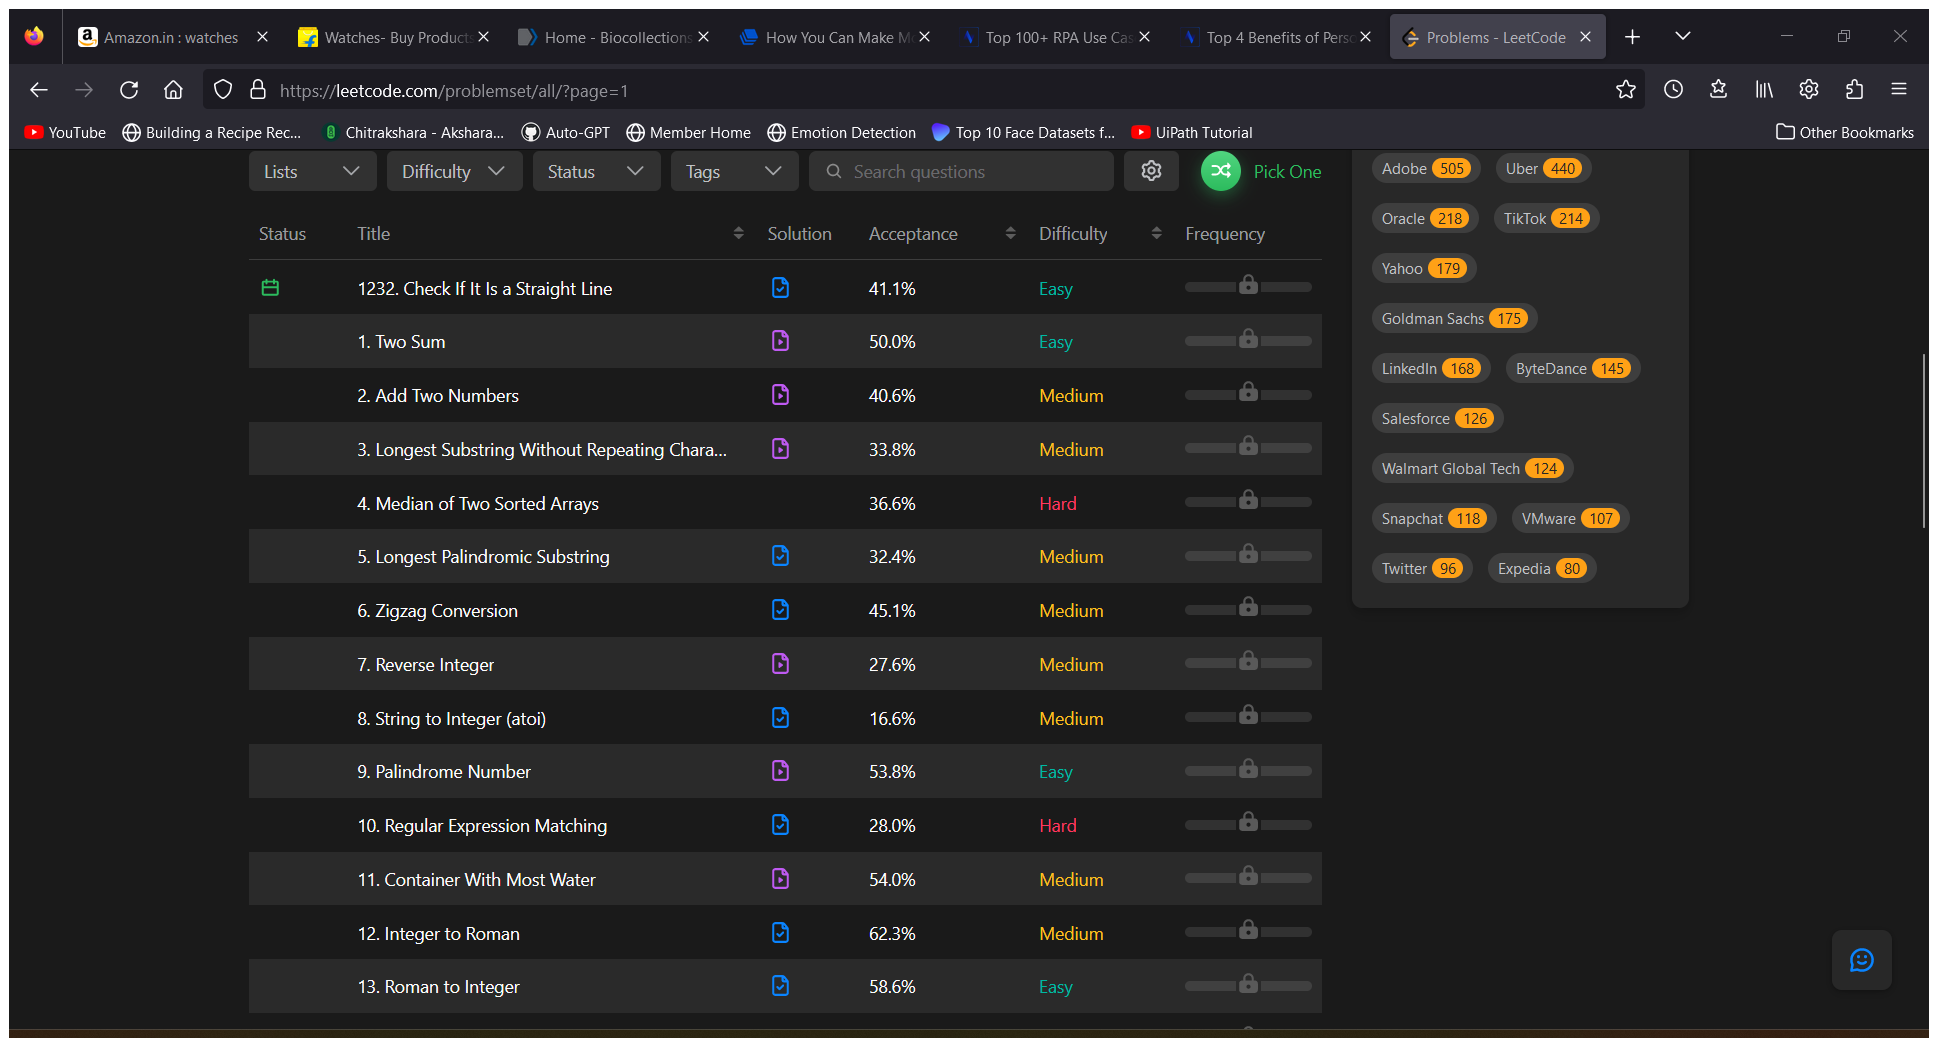 Amazon.in : watches
Watches- Buy Products
Home - Biocollections
How You Can Make M
Top 100+ RPA Use Cas
Top 4 Benefits of Perso
Problems - LeetCode
https://leetcode.com/problemset/all/?page=1
YouTube
Building a Recipe Rec...
Chitrakshara - Akshara...
Auto-GPT
Member Home
Emotion Detection
Top 10 Face Datasets f...
UiPath Tutorial
Other Bookmarks
Lists Difficulty Status Tags Search questions Pick One
Status Title Solution Acceptance Difficulty Frequency
1232. Check If It Is a Straight Line 41.1% Easy
1. Two Sum 50.0% Easy
2. Add Two Numbers 40.6% Medium
3. Longest Substring Without Repeating Chara... 33.8% Medium
4. Median of Two Sorted Arrays 36.6% Hard
5. Longest Palindromic Substring 32.4% Medium
6. Zigzag Conversion 45.1% Medium
7. Reverse Integer 27.6% Medium
8. String to Integer (atoi) 16.6% Medium
9. Palindrome Number 53.8% Easy
10. Regular Expression Matching 28.0% Hard
11. Container With Most Water 54.0% Medium
12. Integer to Roman 62.3% Medium
13. Roman to Integer 58.6% Easy
Adobe 505 Uber 440
Oracle 218 TikTok 214
Yahoo 179
Goldman Sachs 175
LinkedIn 168 ByteDance 145
Salesforce 126
Walmart Global Tech 124
Snapchat 118 VMware 107
Twitter 96 Expedia 80